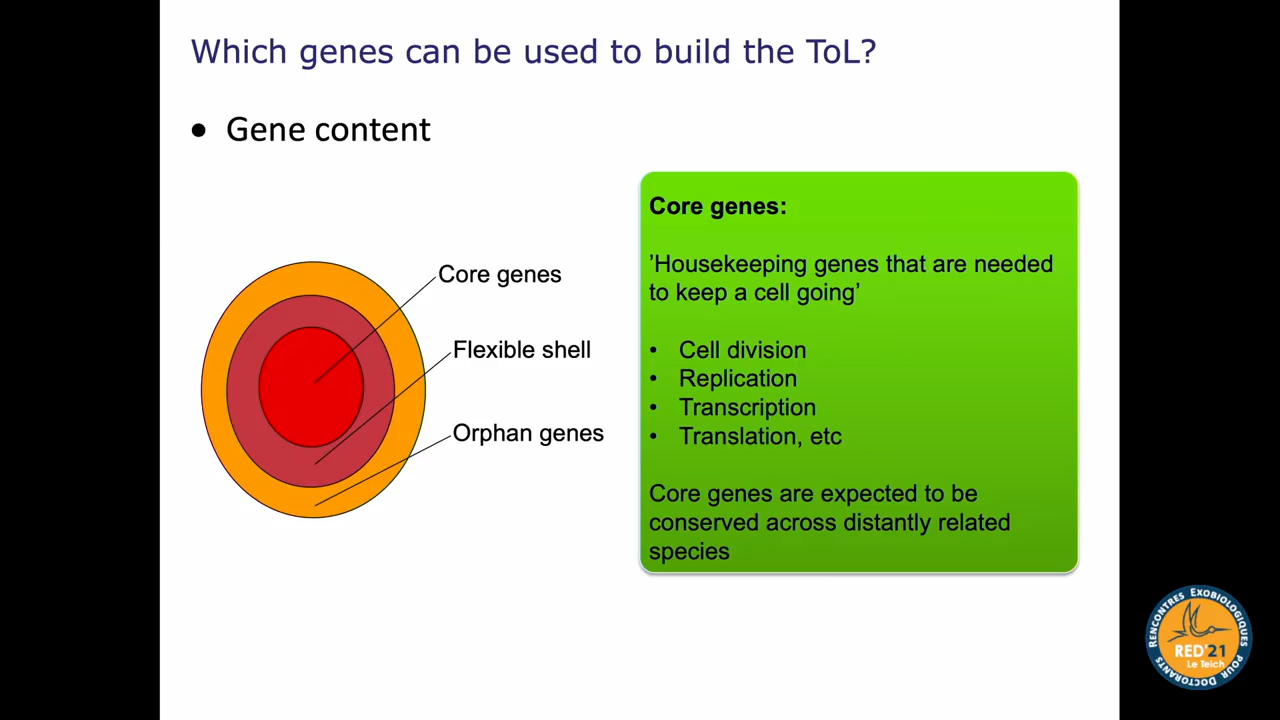 Which genes can be used to build the ToL?
• Gene content
Core genes
Flexible shell
Orphan genes
Core genes:
’Housekeeping genes that are needed
to keep a cell going’
• Cell division
• Replication
• Transcription
• Translation, etc
Core genes are expected to be
conserved across distantly related
species
RENCONTRES EXOBIOLOGIQUES
POUR DOCTORANTS
RED'21
Le Teich